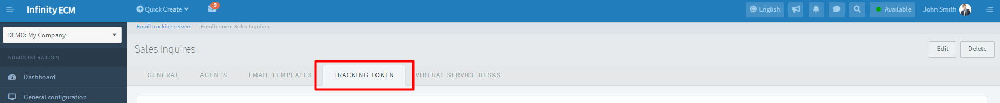 Infinity ECM
Quick Create
9
English
Available
John Smith
DEMO: My Company
Email tracking servers / Email server: Sales Inquires
Sales Inquires
Edit
Delete
ADMINISTRATION
GENERAL
AGENTS
EMAIL TEMPLATES
TRACKING TOKEN
VIRTUAL SERVICE DESKS
Dashboard
General configuration